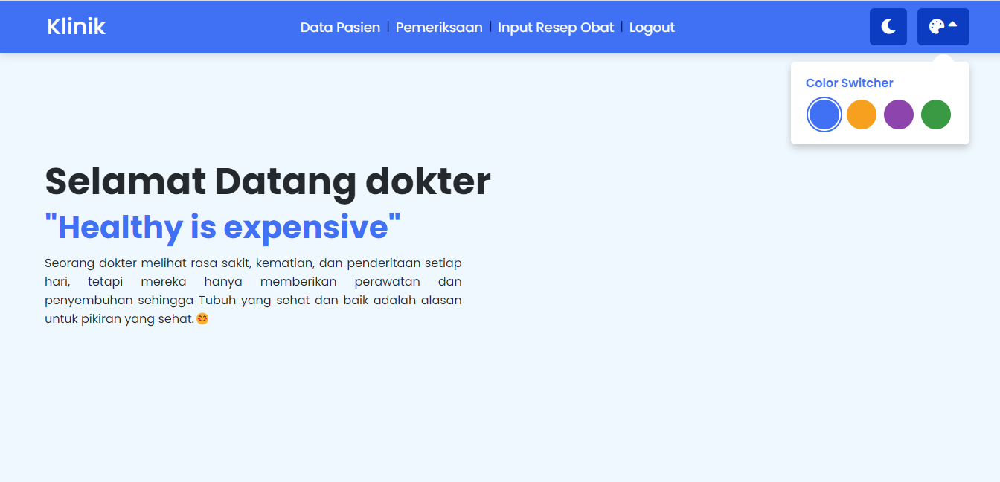 Klinik
Data Pasien | Pemeriksaan | Input Resep Obat | Logout
Color Switcher
Selamat Datang dokter
"Healthy is expensive"
Seorang dokter melihat rasa sakit, kematian, dan penderitaan setiap
hari, tetapi mereka hanya memberikan perawatan dan
penyembuhan sehingga Tubuh yang sehat dan baik adalah alasan
untuk pikiran yang sehat.😊